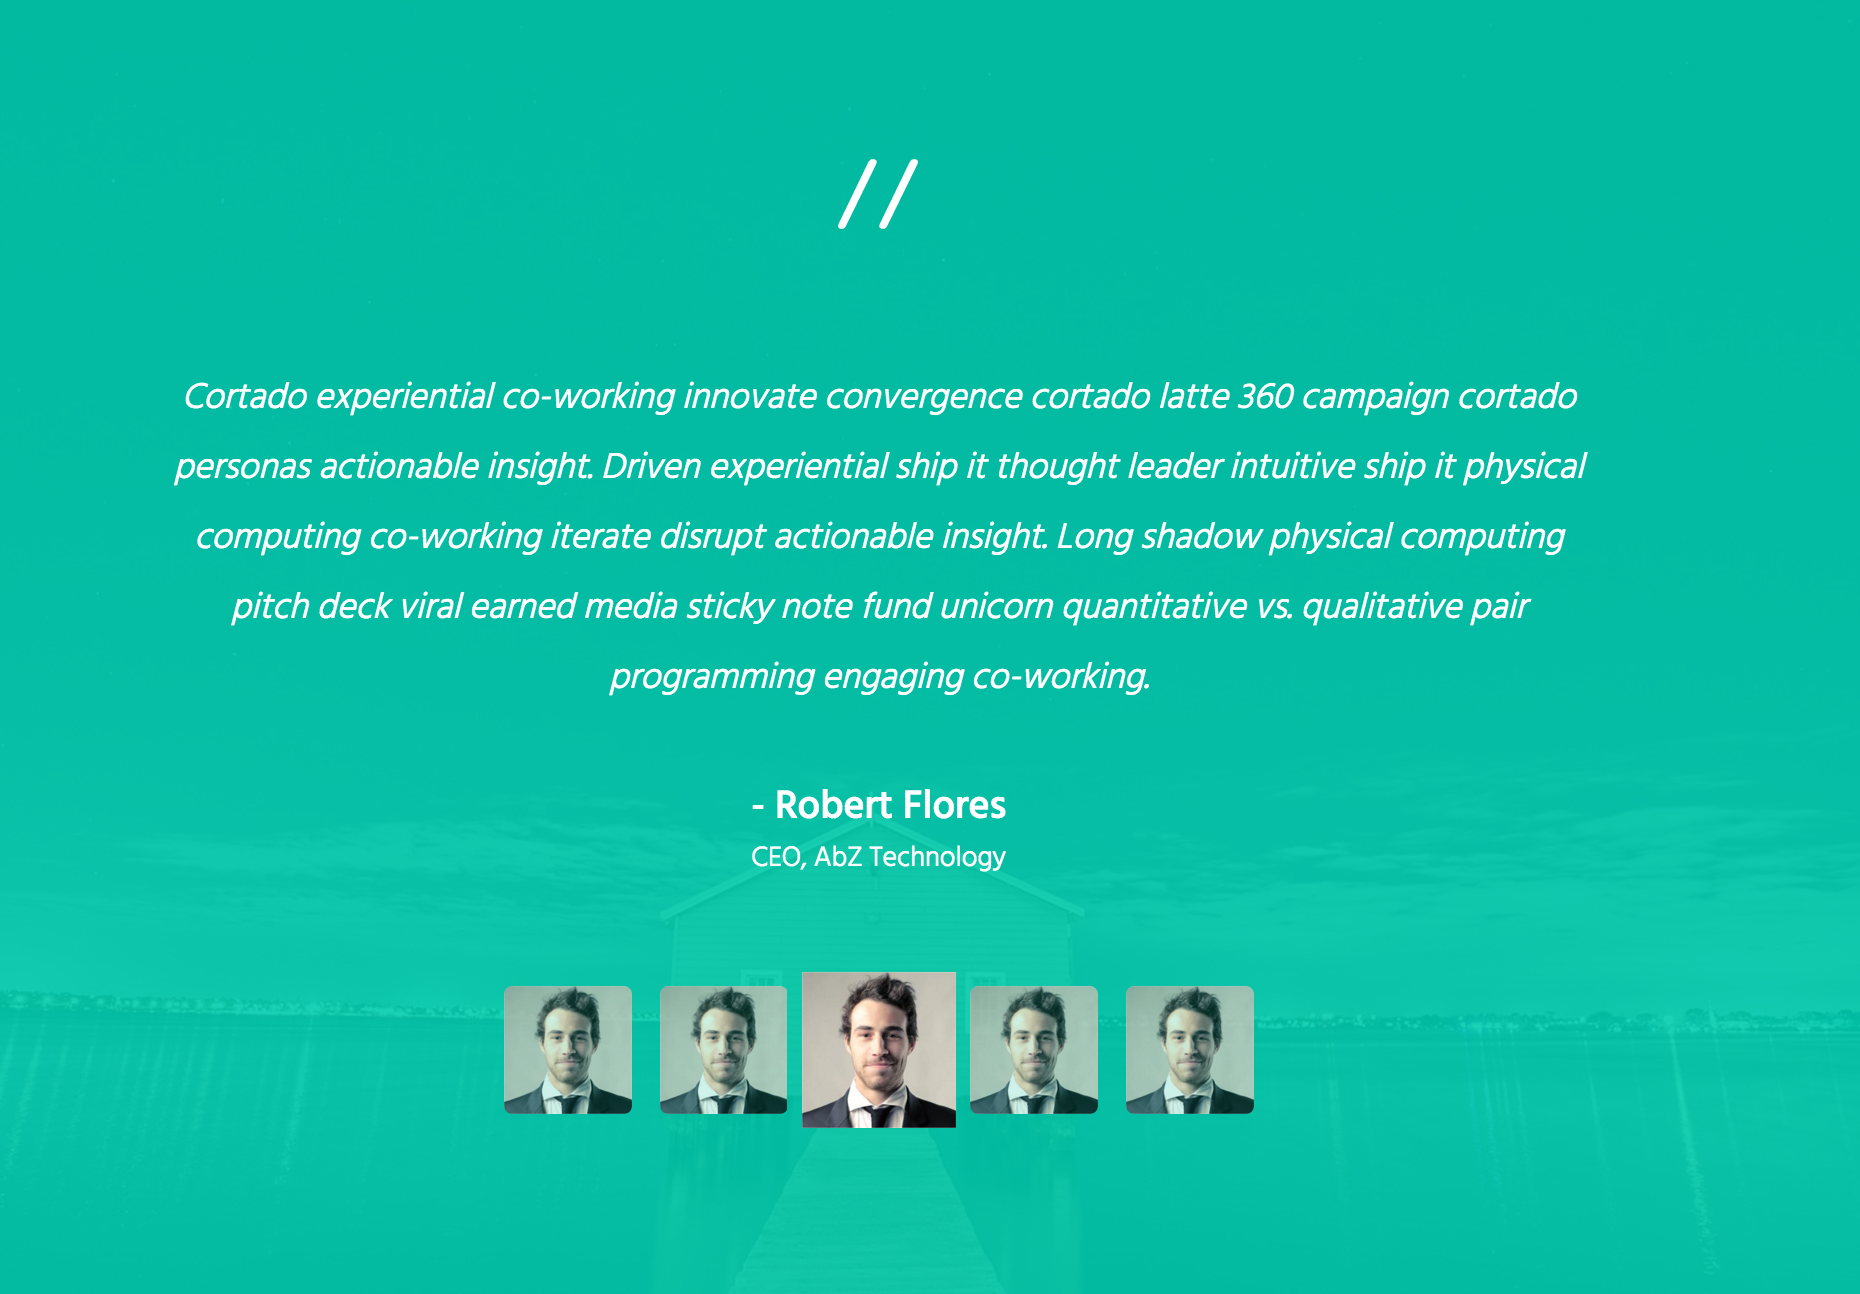 //
Cortado experiential co-working innovate convergence cortado latte 360 campaign cortado
personas actionable insight. Driven experiential ship it thought leader intuitive ship it physical
computing co-working iterate disrupt actionable insight. Long shadow physical computing
pitch deck viral earned media sticky note fund unicorn quantitative vs. qualitative pair
programming engaging co-working.
- Robert Flores
CEO, AbZ Technology